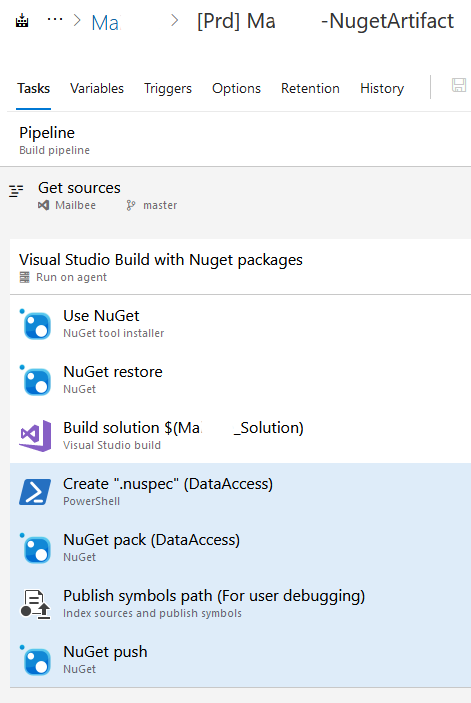 ... > Ma > [Prd] Ma -NugetArtifact
Tasks Variables Triggers Options Retention History
Pipeline
Build pipeline
Get sources
Mailbee master
Visual Studio Build with Nuget packages
Run on agent
Use NuGet
NuGet tool installer
NuGet restore
NuGet
Build solution $(Ma _Solution)
Visual Studio build
Create ".nuspec" (DataAccess)
PowerShell
NuGet pack (DataAccess)
NuGet
Publish symbols path (For user debugging)
Index sources and publish symbols
NuGet push
NuGet